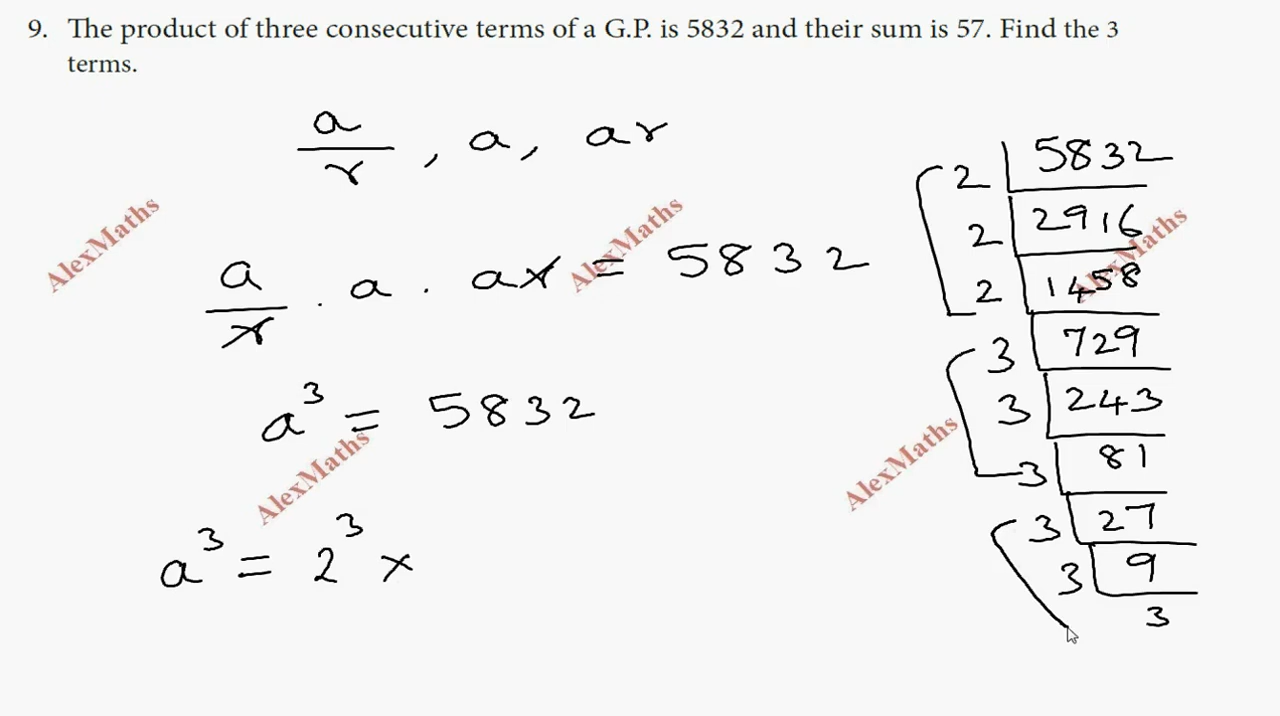 9. The product of three consecutive terms of a G.P. is 5832 and their sum is 57. Find the 3
terms.
a/r , a, ar
a/r . a . ar = 5832
a³ = 5832
a³ = 2³ ×
2 | 5832
2 | 2916
2 | 1458
3 | 729
3 | 243
3 | 81
3 | 27
3 | 9
3
AlexMaths
AlexMaths
AlexMaths
AlexMaths
AlexMaths